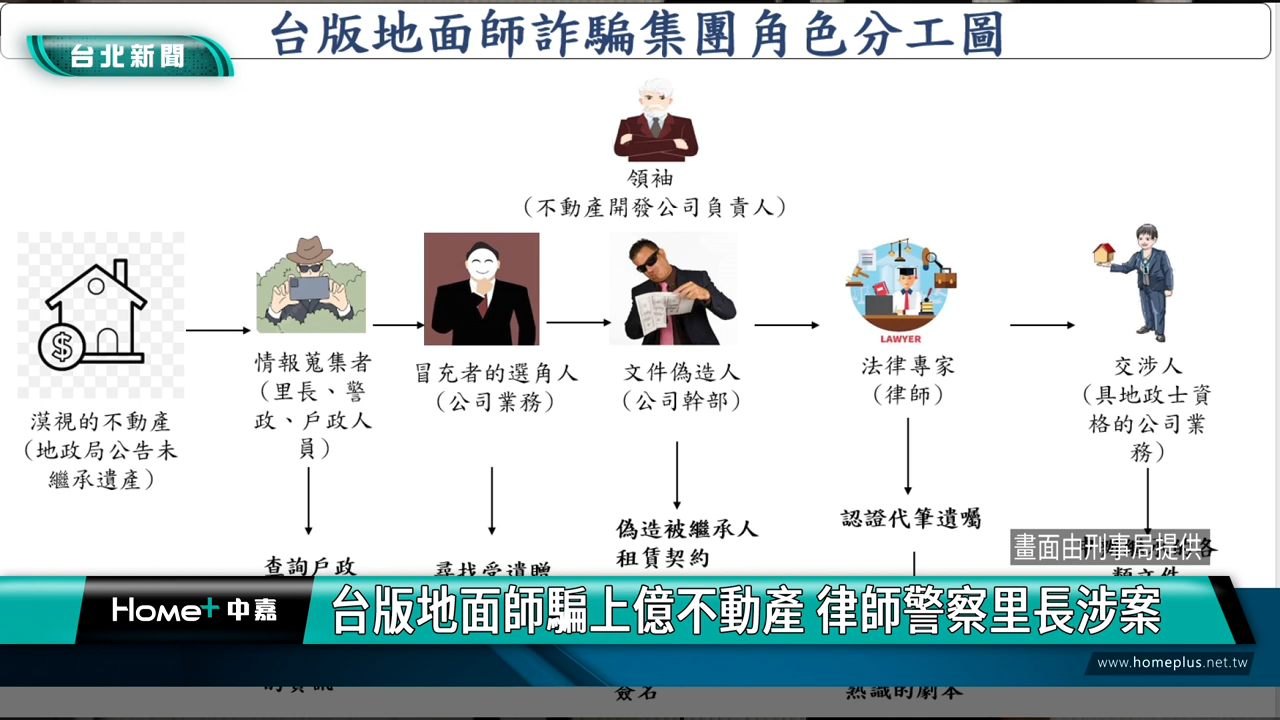 台版地面師詐騙集團角色分工圖
台北新聞
領袖
（不動產開發公司負責人）
漠視的不動產
（地政局公告未
繼承遺產）
情報蒐集者
（里長、警
政、戶政人
員）
冒充者的選角人
（公司業務）
文件偽造人
（公司幹部）
LAWYER
法律專家
（律師）
交涉人
（具地政士資
格的公司業
務）
查詢戶政
尋找受遺贈
偽造被繼承人
租賃契約
認證代筆遺囑
畫面由刑事局提供
類文件
Home+中嘉
台版地面師騙上億不動產 律師警察里長涉案
www.homeplus.net.tw
簽名
熟識的劇本